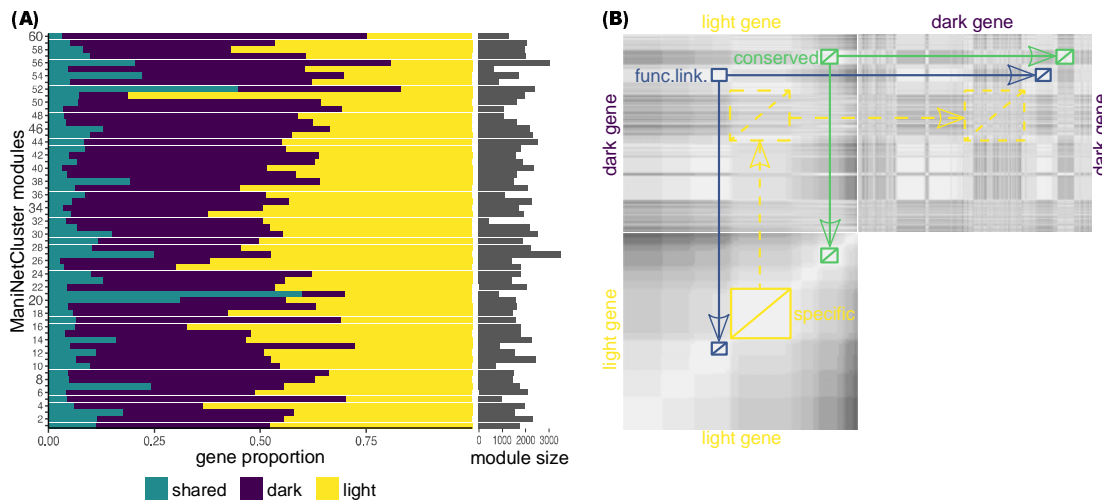 (A)
ManiNetCluster modules
60
58
56
54
52
50
48
46
44
42
40
38
36
34
32
30
28
26
24
22
20
18
16
14
12
10
8
6
4
2
0.00 0.25 0.50 0.75
0 1000 2000 3000
gene proportion
module size
shared dark light
(B)
light gene dark gene
conserved
func.link.
dark gene
dark gene
specific
light gene
light gene